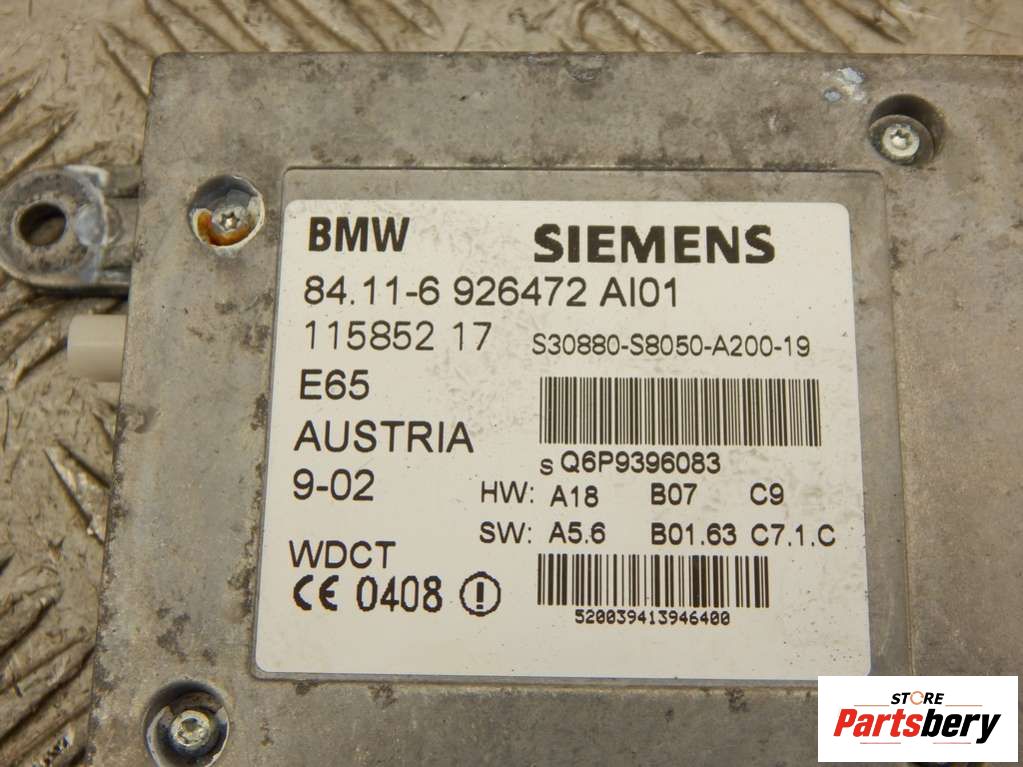 BMW SIEMENS
84.11-6 926472 AI01
115852 17 S30880-S8050-A200-19
E65
AUSTRIA
S Q6P9396083
9-02 HW: A18 B07 C9
SW: A5.6 B01.63 C7.1.C
WDCT
CE 0408
520039413946400
STORE
Partsbery